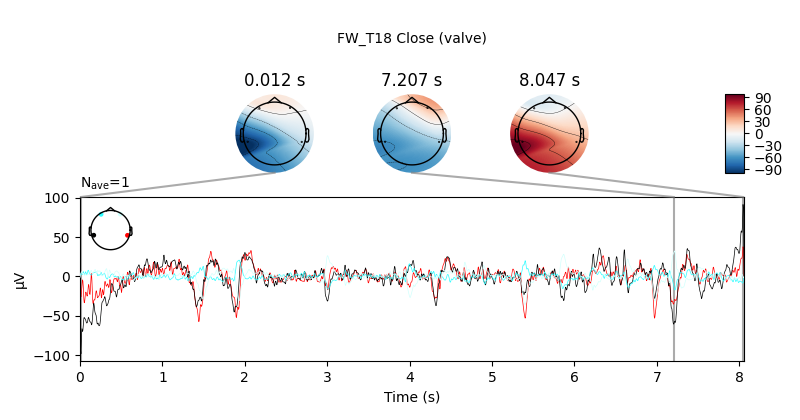 FW_T18 Close (valve)
0.012 s 7.207 s 8.047 s
90
60
30
0
−30
−60
−90
Nave=1
100
50
0
−50
−100
µV
0 1 2 3 4 5 6 7 8
Time (s)